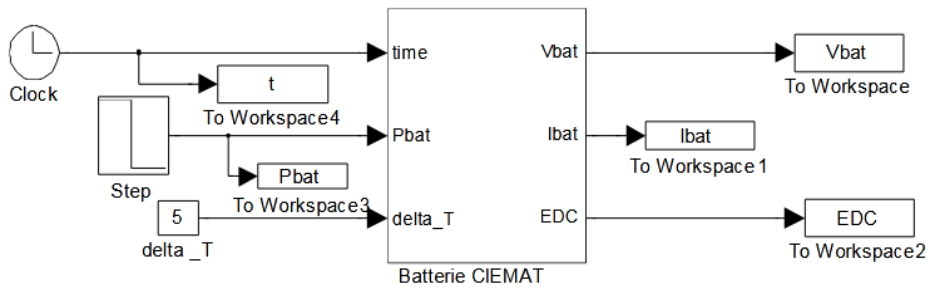 time
Vbat
Vbat
Clock
t
To Workspace
To Workspace4
Pbat
Ibat
Ibat
Step
Pbat
To Workspace1
To Workspace3
5
delta_T
EDC
EDC
delta _T
To Workspace2
Batterie CIEMAT